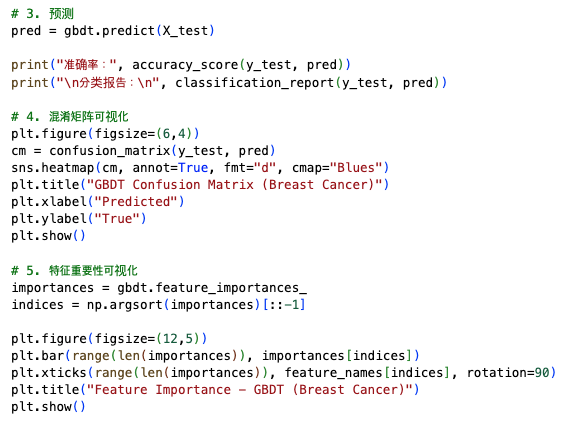 # 3. 预测
pred = gbdt.predict(X_test)
print("准确率：", accuracy_score(y_test, pred))
print("\n分类报告：\n", classification_report(y_test, pred))
# 4. 混淆矩阵可视化
plt.figure(figsize=(6,4))
cm = confusion_matrix(y_test, pred)
sns.heatmap(cm, annot=True, fmt="d", cmap="Blues")
plt.title("GBDT Confusion Matrix (Breast Cancer)")
plt.xlabel("Predicted")
plt.ylabel("True")
plt.show()
# 5. 特征重要性可视化
importances = gbdt.feature_importances_
indices = np.argsort(importances)[::-1]
plt.figure(figsize=(12,5))
plt.bar(range(len(importances)), importances[indices])
plt.xticks(range(len(importances)), feature_names[indices], rotation=90)
plt.title("Feature Importance – GBDT (Breast Cancer)")
plt.show()